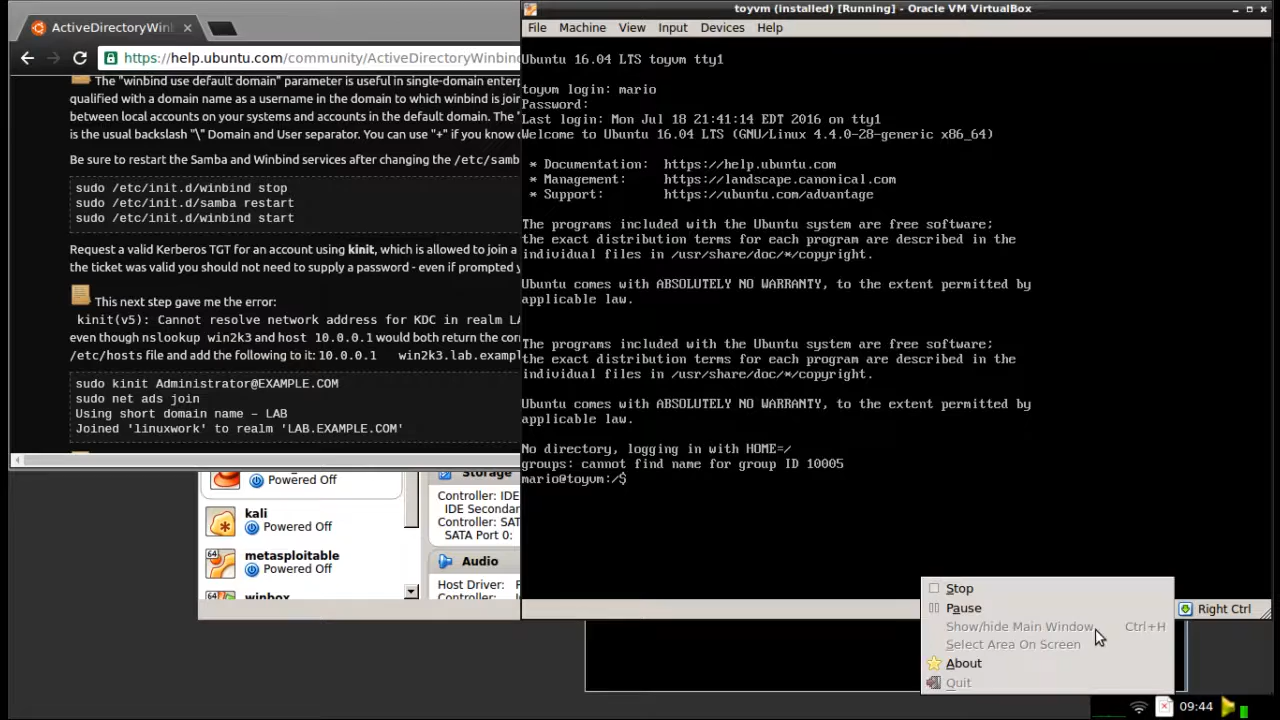 ActiveDirectoryWinb
https://help.ubuntu.com/community/ActiveDirectoryWinbind
The "winbind use default domain" parameter is useful in single-domain enterp
qualified with a domain name as a username in the domain to which winbind is join
between local accounts on your systems and accounts in the default domain. The "
is the usual backslash "\" Domain and User separator. You can use "+" if you know o
Be sure to restart the Samba and Winbind services after changing the /etc/samb
sudo /etc/init.d/winbind stop
sudo /etc/init.d/samba restart
sudo /etc/init.d/winbind start
Request a valid Kerberos TGT for an account using kinit, which is allowed to join a
the ticket was valid you should not need to supply a password - even if prompted y
This next step gave me the error:
kinit(v5): Cannot resolve network address for KDC in realm LA
even though nslookup win2k3 and host 10.0.0.1 would both return the corr
/etc/hosts file and add the following to it: 10.0.0.1 win2k3.lab.examp
sudo kinit Administrator@EXAMPLE.COM
sudo net ads join
Using short domain name – LAB
Joined 'linuxwork' to realm 'LAB.EXAMPLE.COM'
Powered Off
kali
Powered Off
metasploitable
Powered Off
winbox
Storage
Controller: IDE
IDE Secondar
Controller: SAT
SATA Port 0:
Audio
Host Driver:
Controller:
toyvm (installed) [Running] - Oracle VM VirtualBox
File Machine View Input Devices Help
Ubuntu 16.04 LTS toyvm tty1
toyvm login: mario
Password:
Last login: Mon Jul 18 21:41:14 EDT 2016 on tty1
Welcome to Ubuntu 16.04 LTS (GNU/Linux 4.4.0-28-generic x86_64)
* Documentation: https://help.ubuntu.com
* Management: https://landscape.canonical.com
* Support: https://ubuntu.com/advantage
The programs included with the Ubuntu system are free software;
the exact distribution terms for each program are described in the
individual files in /usr/share/doc/*/copyright.
Ubuntu comes with ABSOLUTELY NO WARRANTY, to the extent permitted by
applicable law.
The programs included with the Ubuntu system are free software;
the exact distribution terms for each program are described in the
individual files in /usr/share/doc/*/copyright.
Ubuntu comes with ABSOLUTELY NO WARRANTY, to the extent permitted by
applicable law.
No directory, logging in with HOME=/
groups: cannot find name for group ID 10005
mario@toyvm:/$
Right Ctrl
Stop
Pause
Show/hide Main Window Ctrl+H
Select Area On Screen
About
Quit
09:44